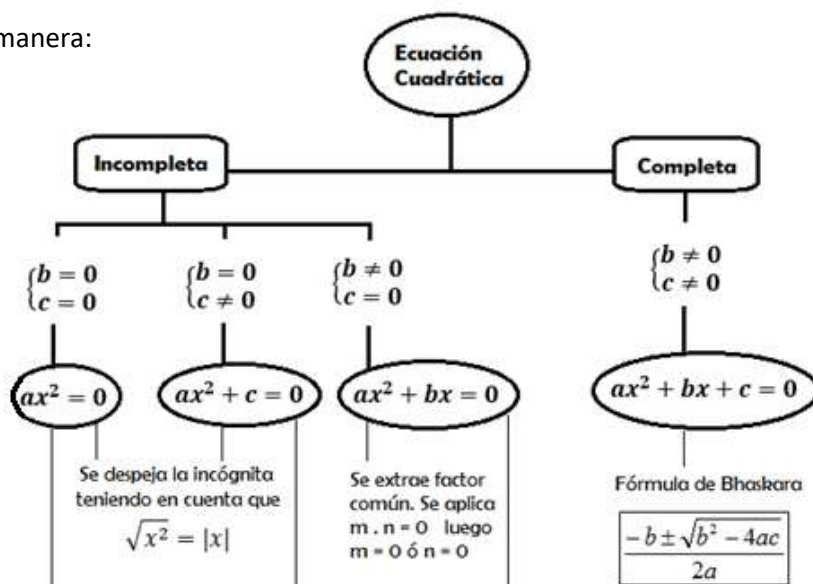 manera:
Ecuación
Cuadrática
Incompleta
Completa
{b = 0
c = 0
{b = 0
c ≠ 0
{b ≠ 0
c = 0
{b ≠ 0
c ≠ 0
ax² = 0
ax² + c = 0
ax² + bx = 0
ax² + bx + c = 0
Se despeja la incógnita
teniendo en cuenta que
√x² = |x|
Se extrae factor
común. Se aplica
m . n = 0 luego
m = 0 ó n = 0
Fórmula de Bhaskara
-b ± √b² - 4ac
2a